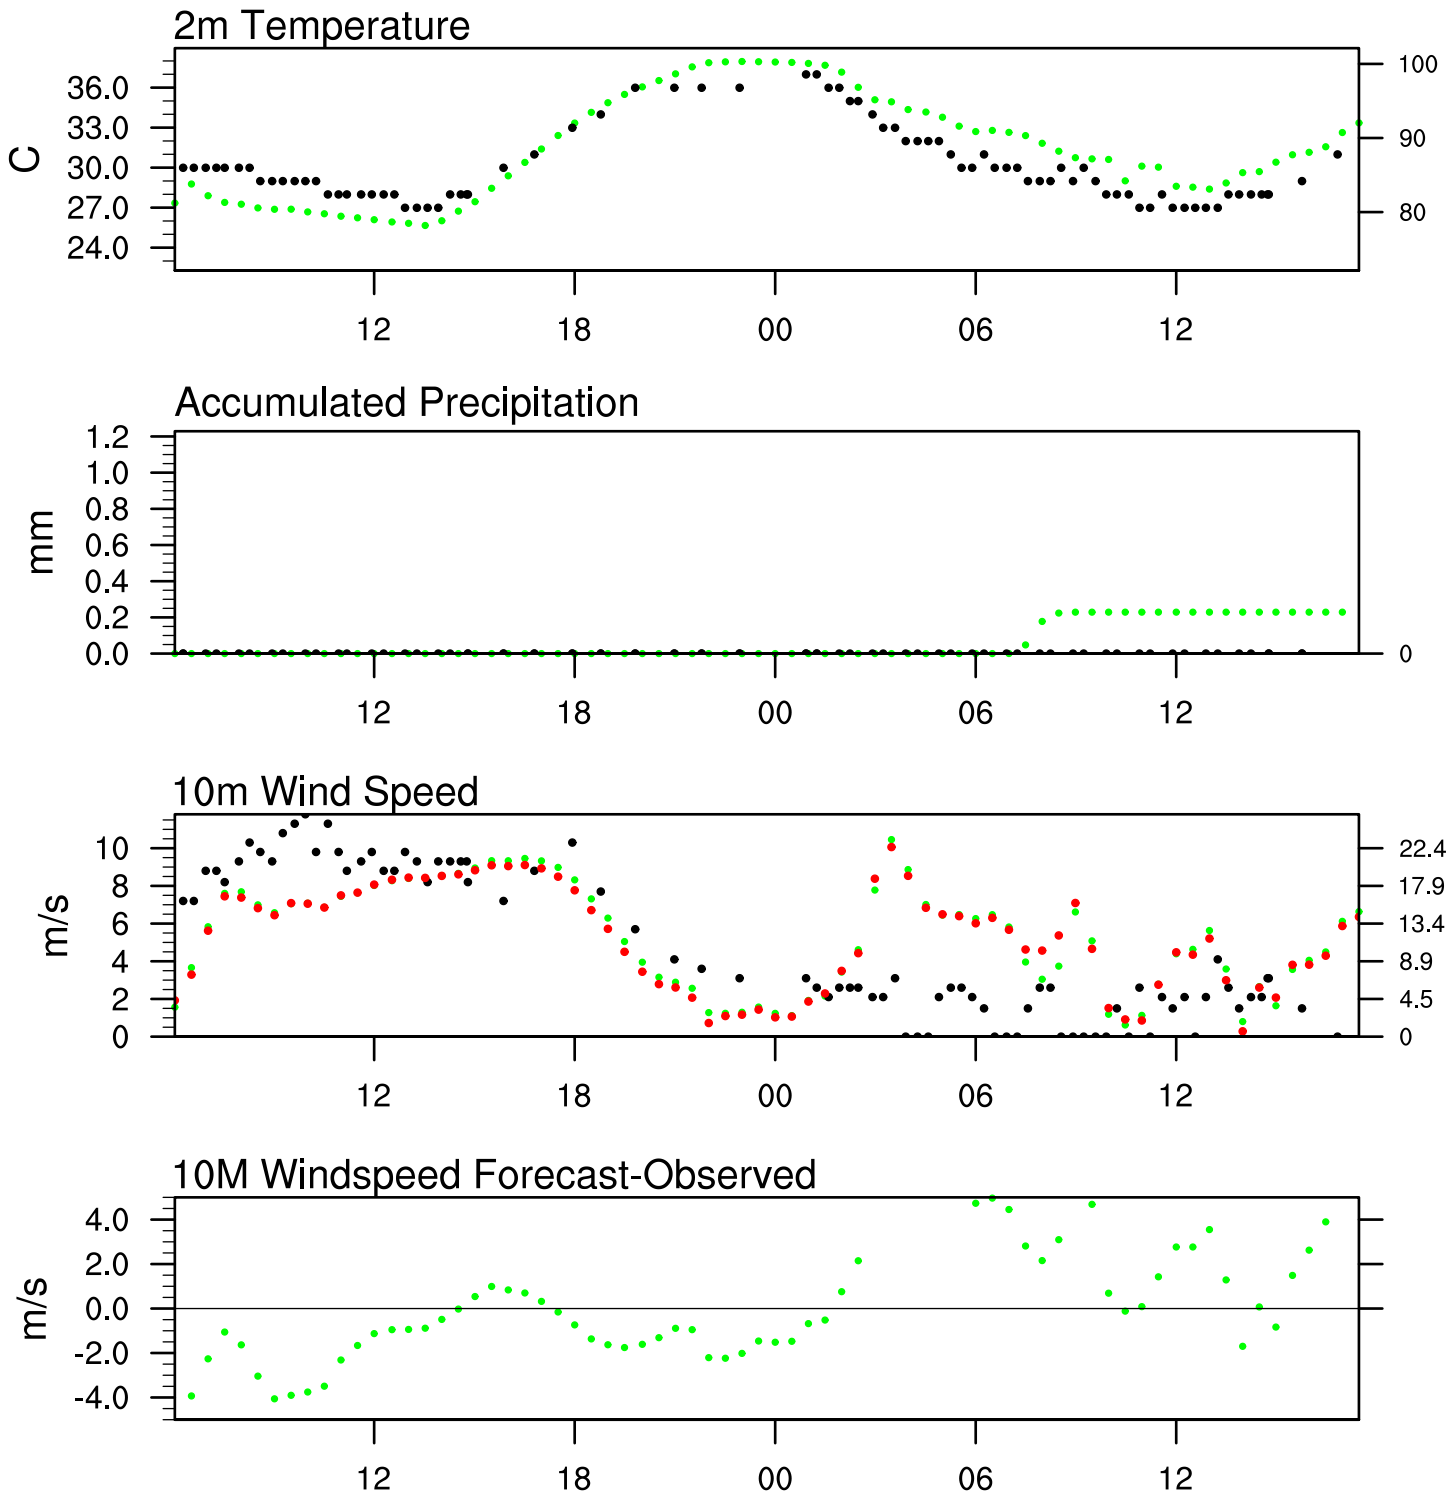 2m Temperature
36.0
33.0
30.0
27.0
24.0
C
100
90
80
12 18 00 06 12
Accumulated Precipitation
1.2
1.0
0.8
0.6
0.4
0.2
0.0
mm
0
12 18 00 06 12
10m Wind Speed
10
8
6
4
2
0
m/s
22.4
17.9
13.4
8.9
4.5
0
12 18 00 06 12
10M Windspeed Forecast-Observed
4.0
2.0
0.0
-2.0
-4.0
m/s
12 18 00 06 12